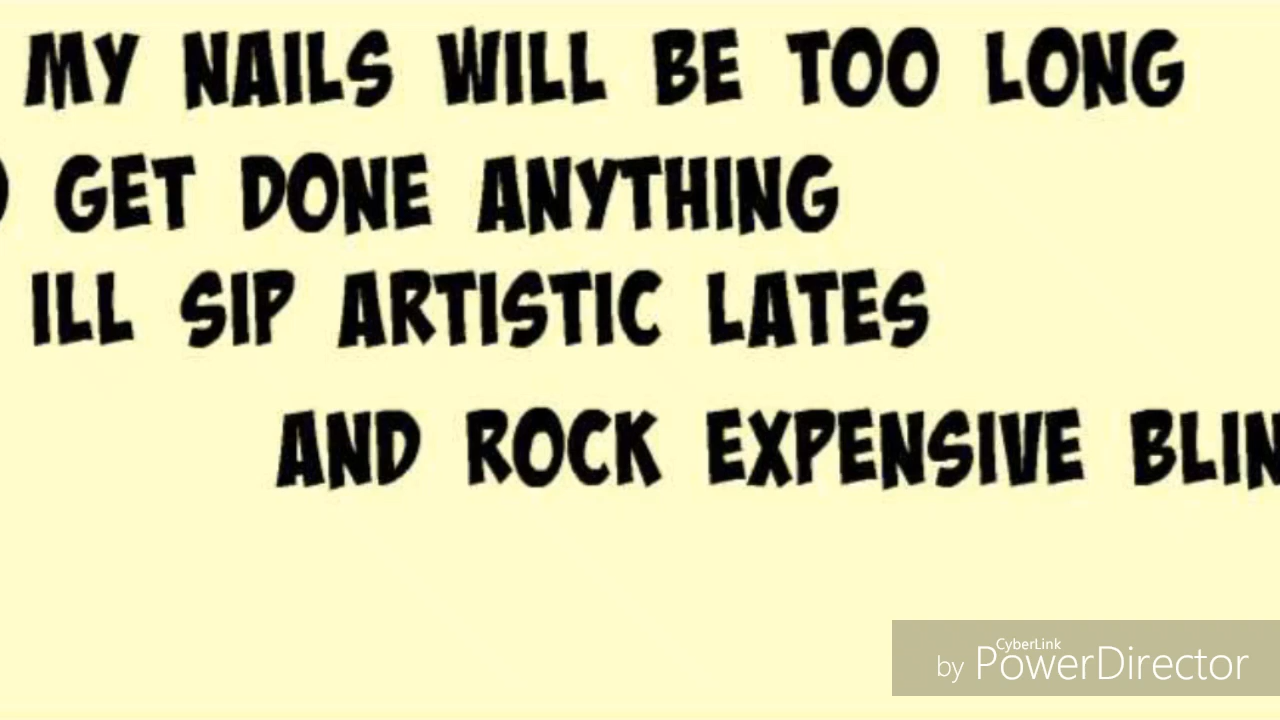 MY NAILS WILL BE TOO LONG
GET DONE ANYTHING
ILL SIP ARTISTIC LATES
AND ROCK EXPENSIVE BLIN
CyberLink
by PowerDirector